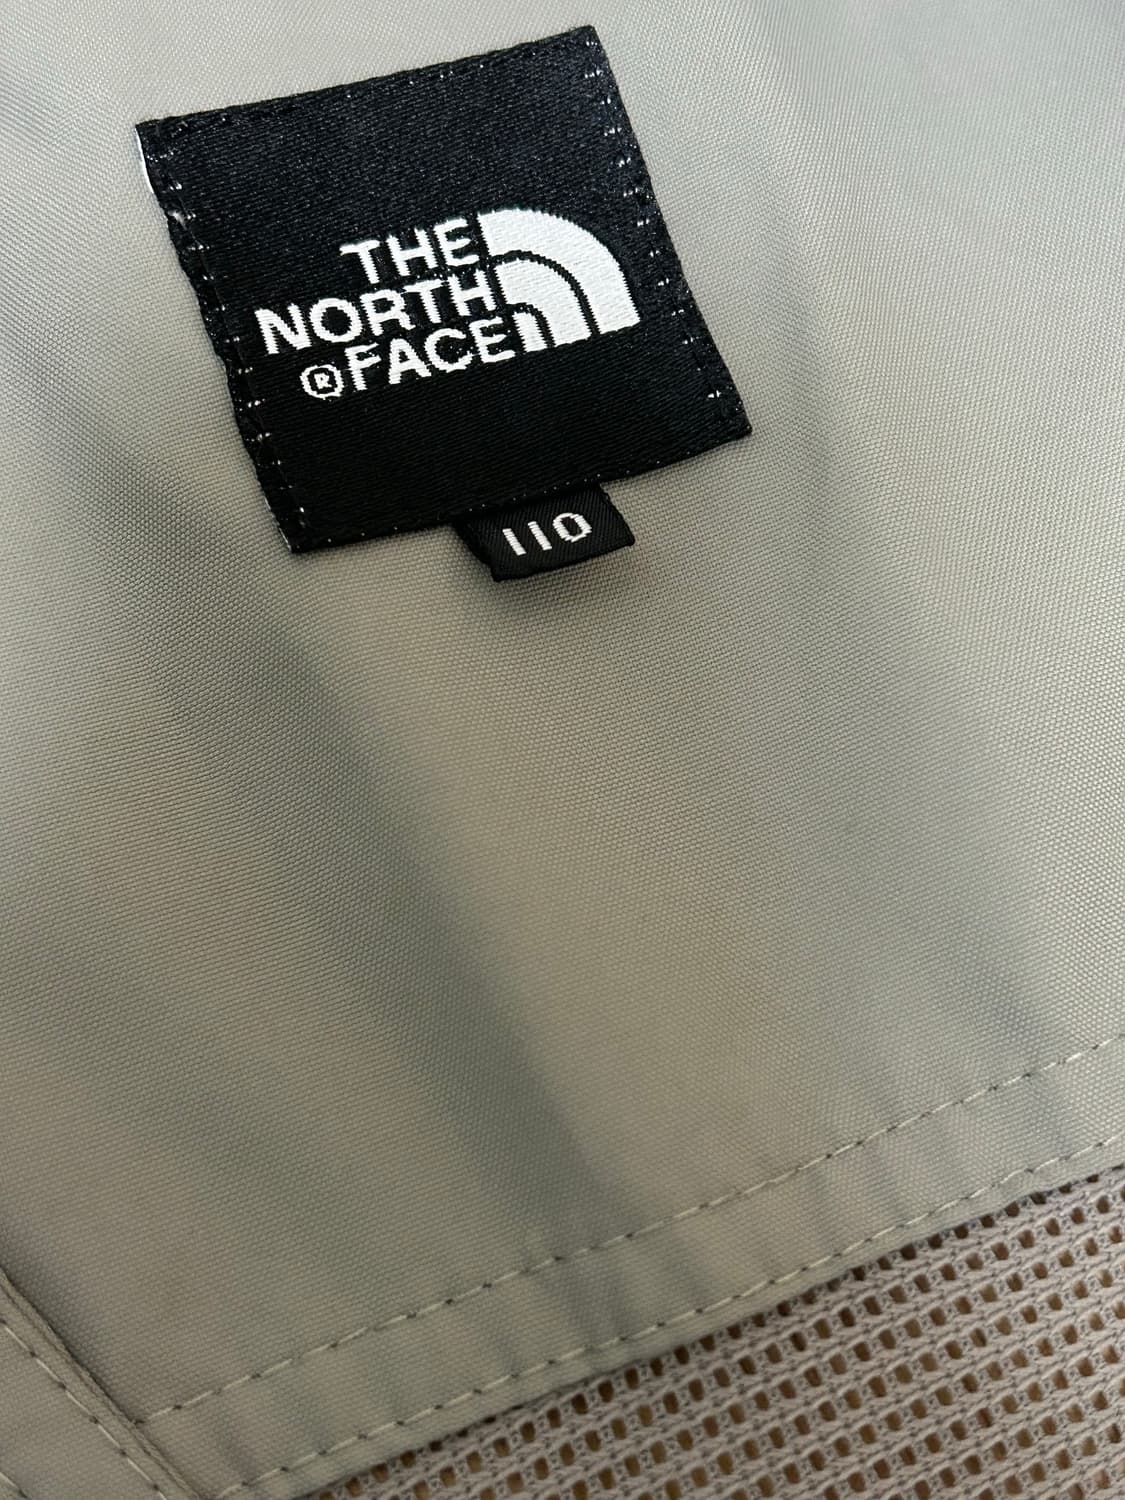 THE
NORTH
®FACE
110